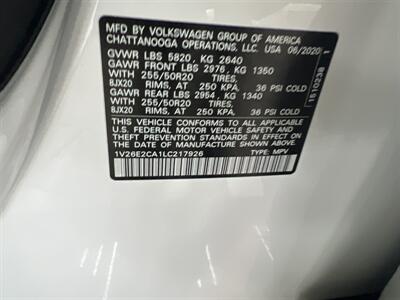 MFD BY VOLKSWAGEN GROUP OF AMERICA
CHATTANOOGA OPERATIONS, LLC. USA 06/2020
GVWR LBS 5820, KG 2640
GAWR FRONT LBS 2976, KG 1350
WITH 255/50R20 TIRES,
8JX20 RIMS, AT 250 KPA, 36 PSI COLD
GAWR REAR LBS 2954, KG 1340
WITH 255/50R20 TIRES,
8JX20 RIMS, AT 250 KPA, 36 PSI COLD
THIS VEHICLE CONFORMS TO ALL APPLICABLE
U.S. FEDERAL MOTOR VEHICLE SAFETY, BUMPER AND
THEFT PREVENTION STANDARDS IN EFFECT ON THE
DATE OF MANUFACTURE SHOWN ABOVE.
1V26E2CA1LC217926 TYPE: MPV
1610238 1